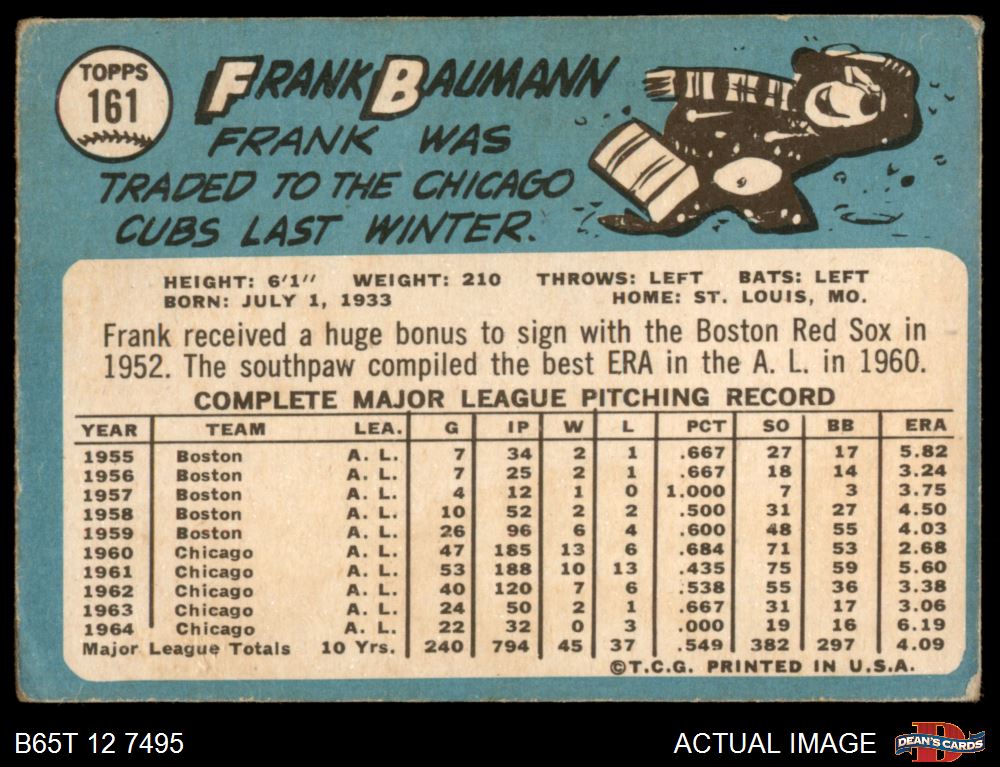 TOPPS
161
FRANK BAUMANN
FRANK WAS
TRADED TO THE CHICAGO
CUBS LAST WINTER.
HEIGHT: 6'1" WEIGHT: 210 THROWS: LEFT BATS: LEFT
BORN: JULY 1, 1933 HOME: ST. LOUIS, MO.
Frank received a huge bonus to sign with the Boston Red Sox in
1952. The southpaw compiled the best ERA in the A. L. in 1960.
COMPLETE MAJOR LEAGUE PITCHING RECORD
YEAR TEAM LEA. G IP W L PCT SO BB ERA
1955 Boston A. L. 7 34 2 1 .667 27 17 5.82
1956 Boston A. L. 7 25 2 1 .667 18 14 3.24
1957 Boston A. L. 4 12 1 0 1.000 7 3 3.75
1958 Boston A. L. 10 52 2 2 .500 31 27 4.50
1959 Boston A. L. 26 96 6 4 .600 48 55 4.03
1960 Chicago A. L. 47 185 13 6 .684 71 53 2.68
1961 Chicago A. L. 53 188 10 13 .435 75 59 5.60
1962 Chicago A. L. 40 120 7 6 .538 55 36 3.38
1963 Chicago A. L. 24 50 2 1 .667 31 17 3.06
1964 Chicago A. L. 22 32 0 3 .000 19 16 6.19
Major League Totals 10 Yrs. 240 794 45 37 .549 382 297 4.09
©T.C.G. PRINTED IN U.S.A.
B65T 12 7495 ACTUAL IMAGE DEAN'S CARDS